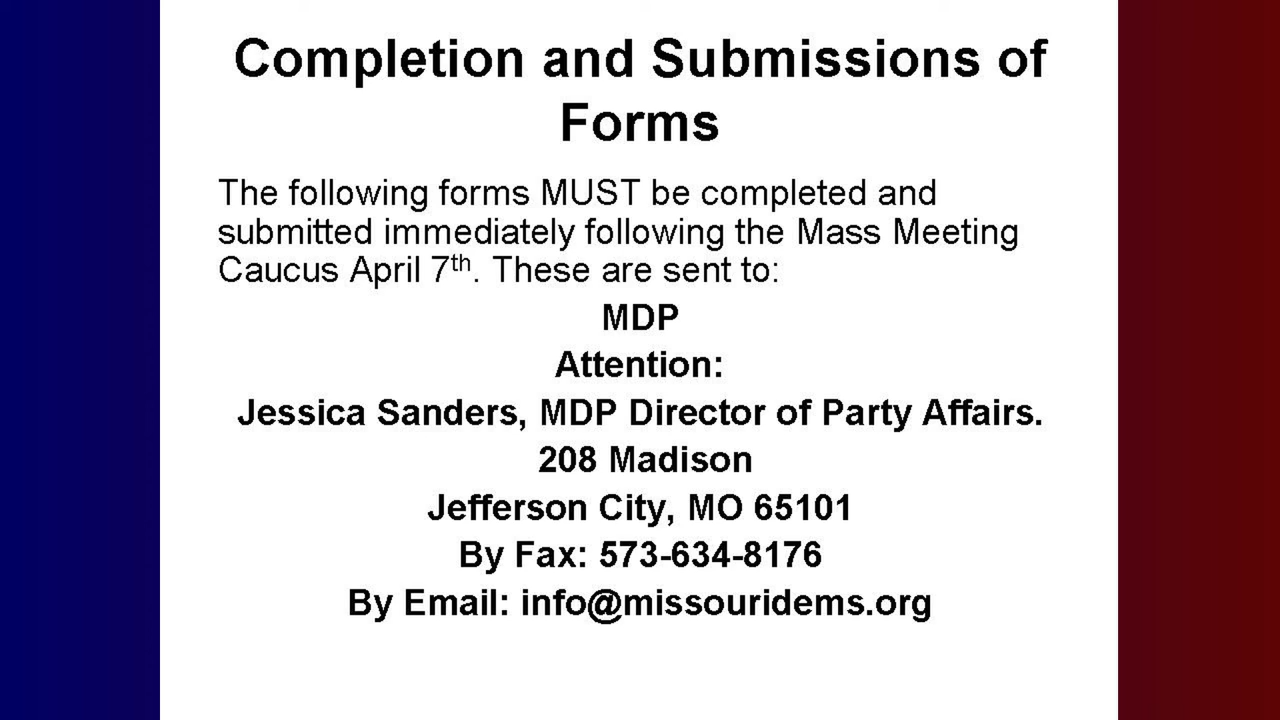 Completion and Submissions of
Forms
The following forms MUST be completed and
submitted immediately following the Mass Meeting
Caucus April 7th. These are sent to:
MDP
Attention:
Jessica Sanders, MDP Director of Party Affairs.
208 Madison
Jefferson City, MO 65101
By Fax: 573-634-8176
By Email: info@missouridems.org